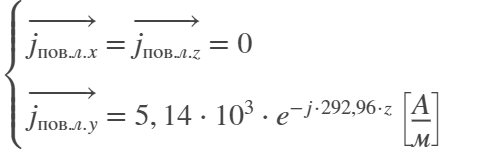 j⃗пов.л.x = j⃗пов.л.z = 0
j⃗пов.л.y = 5, 14 · 10³ · e^(−j·292,96·z) [А/м]